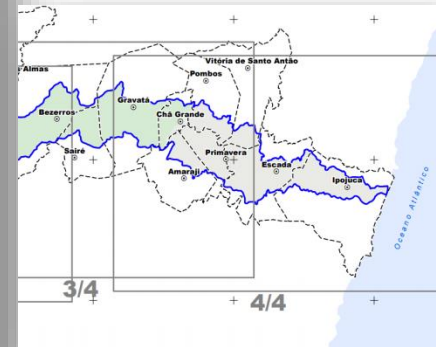 Vitória de Santo Antão
Almas
Pombos
Gravatá
Bezerros
Chá Grande
Sairé
Primavera
Escada
Amaraji
Ipojuca
Oceano Atlântico
3/4
4/4